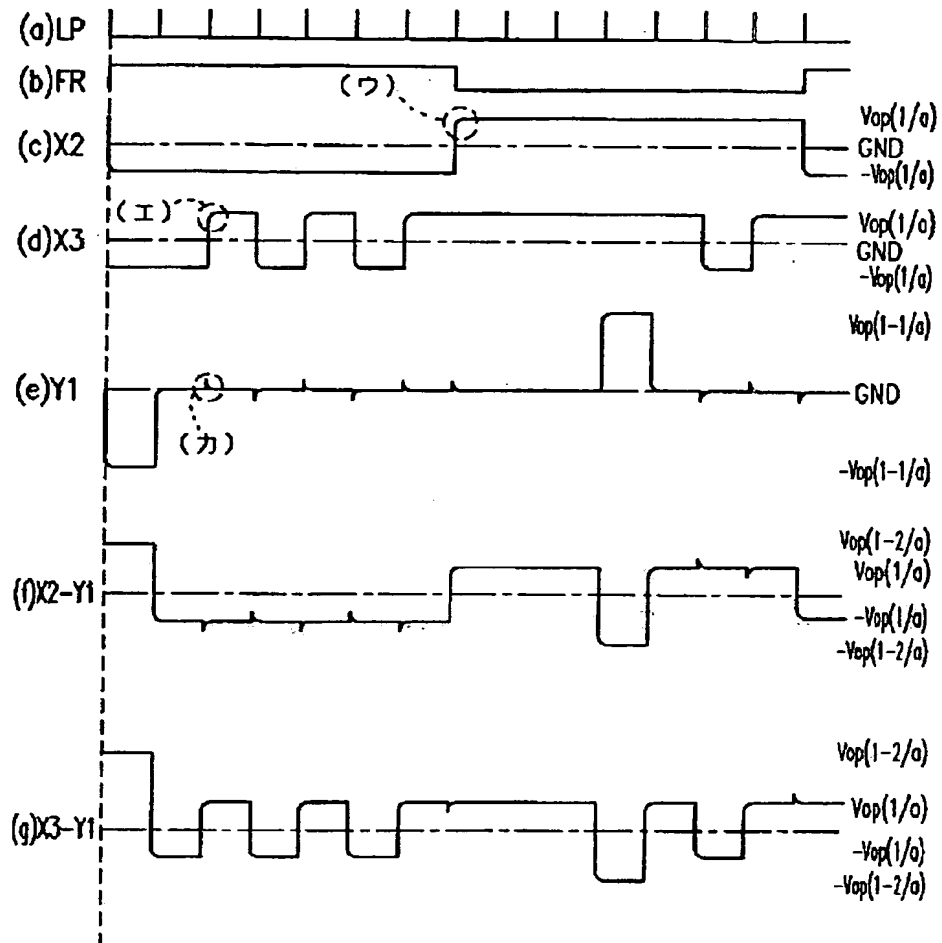 (a)LP
(b)FR
(ウ)
(c)X2
Vop(1/a)
GND
-Vop(1/a)
(エ)
(d)X3
Vop(1/a)
GND
-Vop(1/a)
Vop(1-1/a)
(e)Y1
GND
(カ)
-Vop(1-1/a)
Vop(1-2/a)
Vop(1/a)
(f)X2-Y1
-Vop(1/a)
-Vop(1-2/a)
Vop(1-2/a)
Vop(1/a)
(g)X3-Y1
-Vop(1/a)
-Vop(1-2/a)